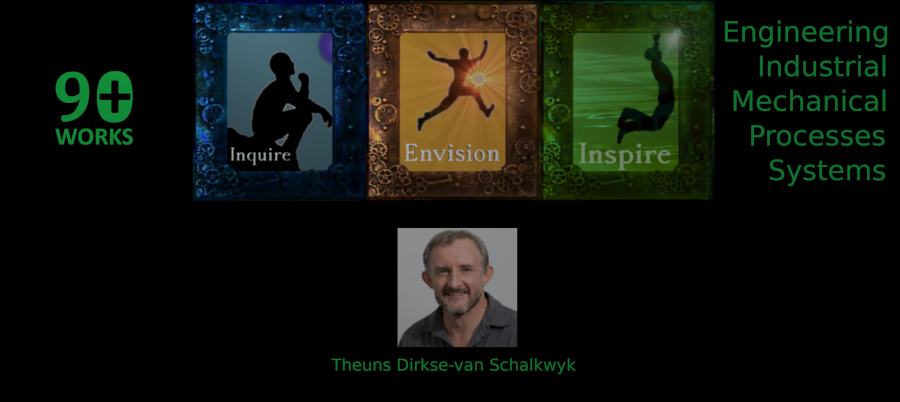 90
WORKS
Inquire
Envision
Inspire
Engineering
Industrial
Mechanical
Processes
Systems
Theuns Dirkse-van Schalkwyk